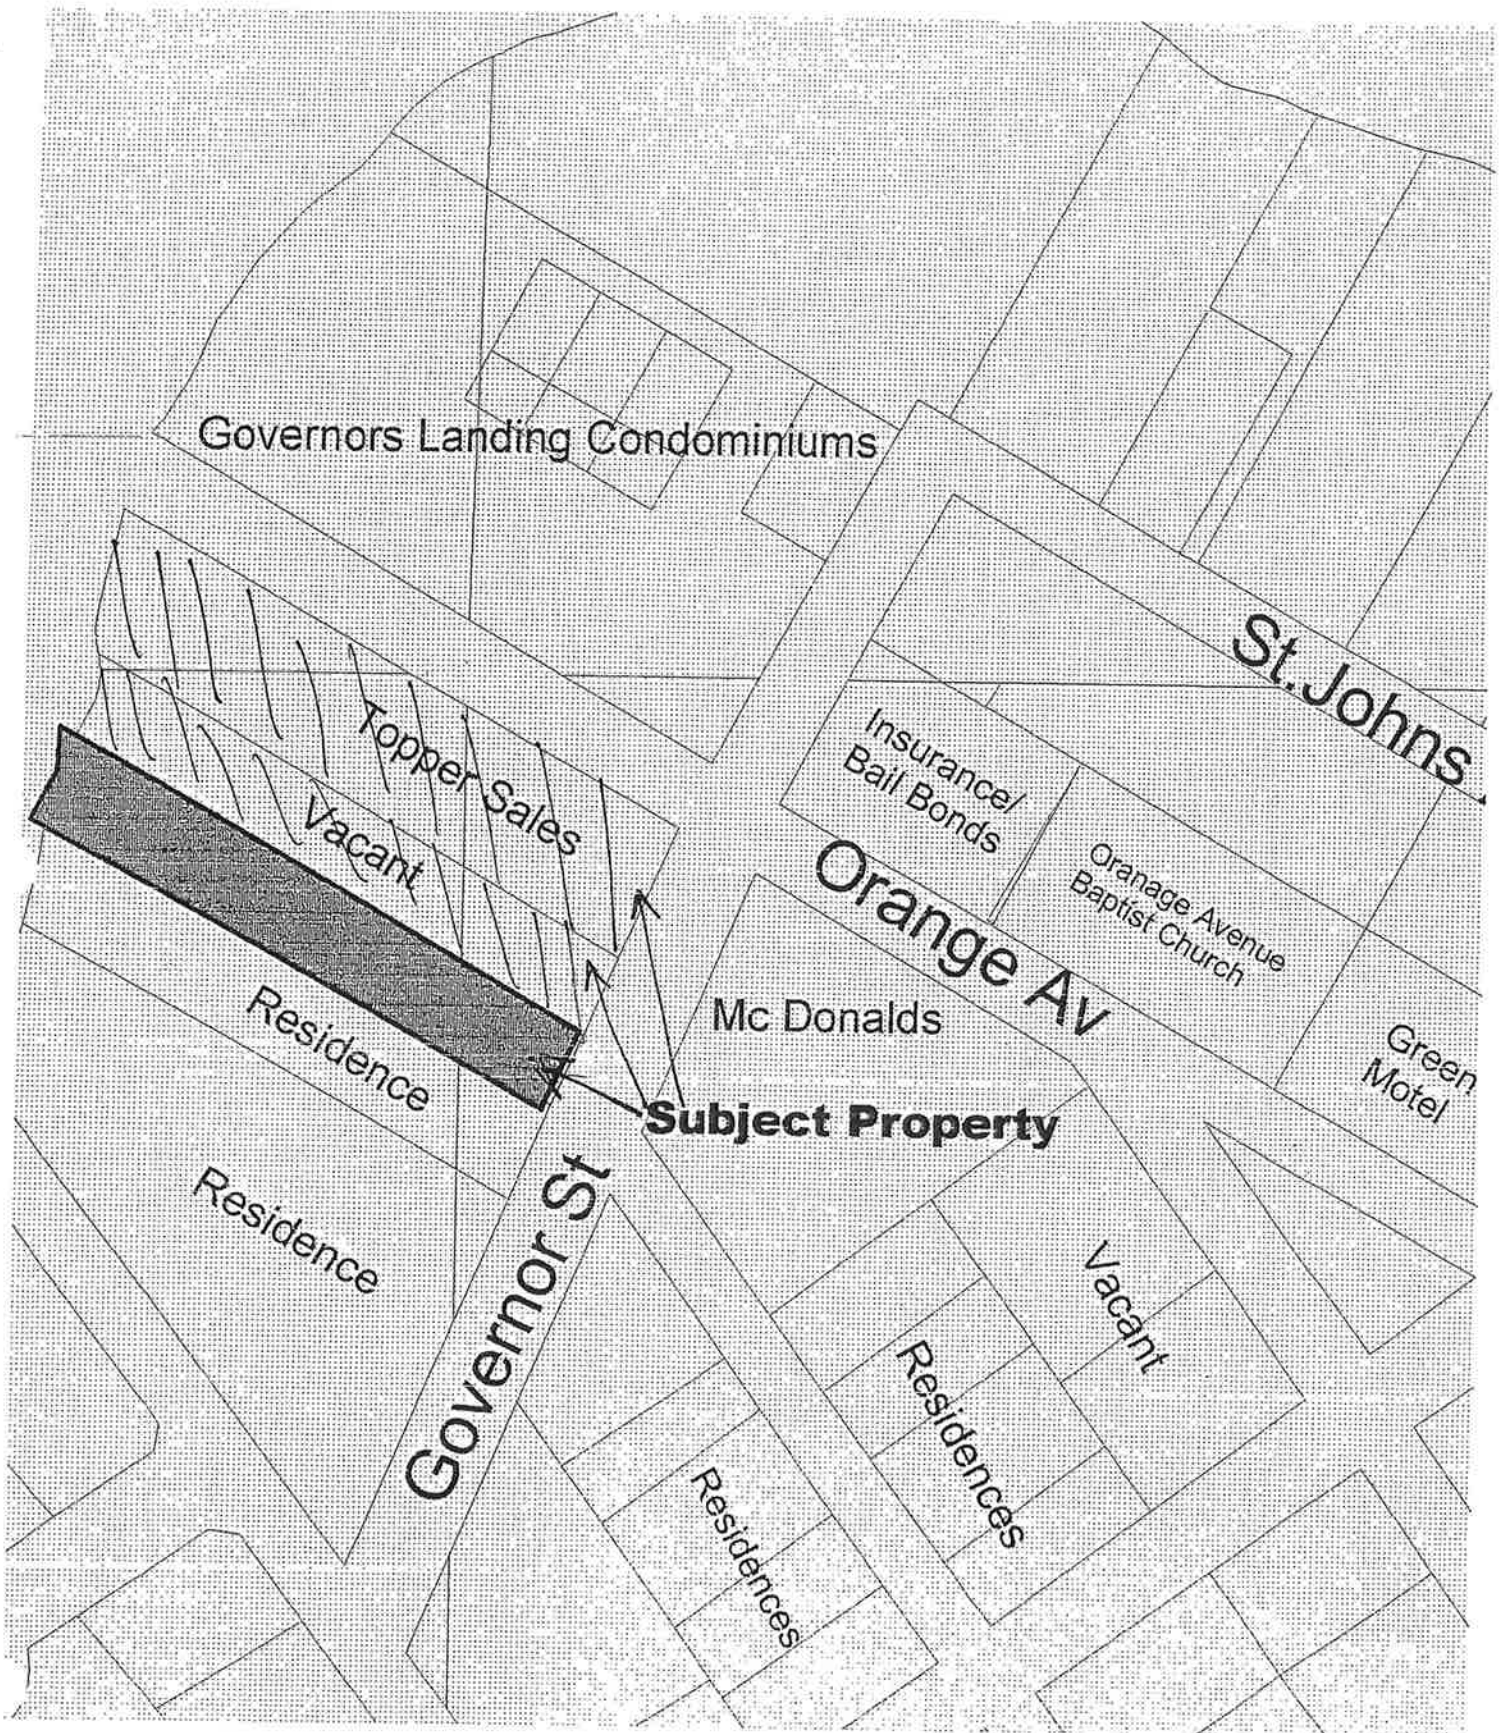 Governors Landing Condominiums
St.Johns
Topper Sales
Vacant
Insurance/
Bail Bonds
Orange Av
Oranage Avenue
Baptist Church
Mc Donalds
Green
Motel
Residence
Subject Property
Residence
Governor St
Vacant
Residences
Residences